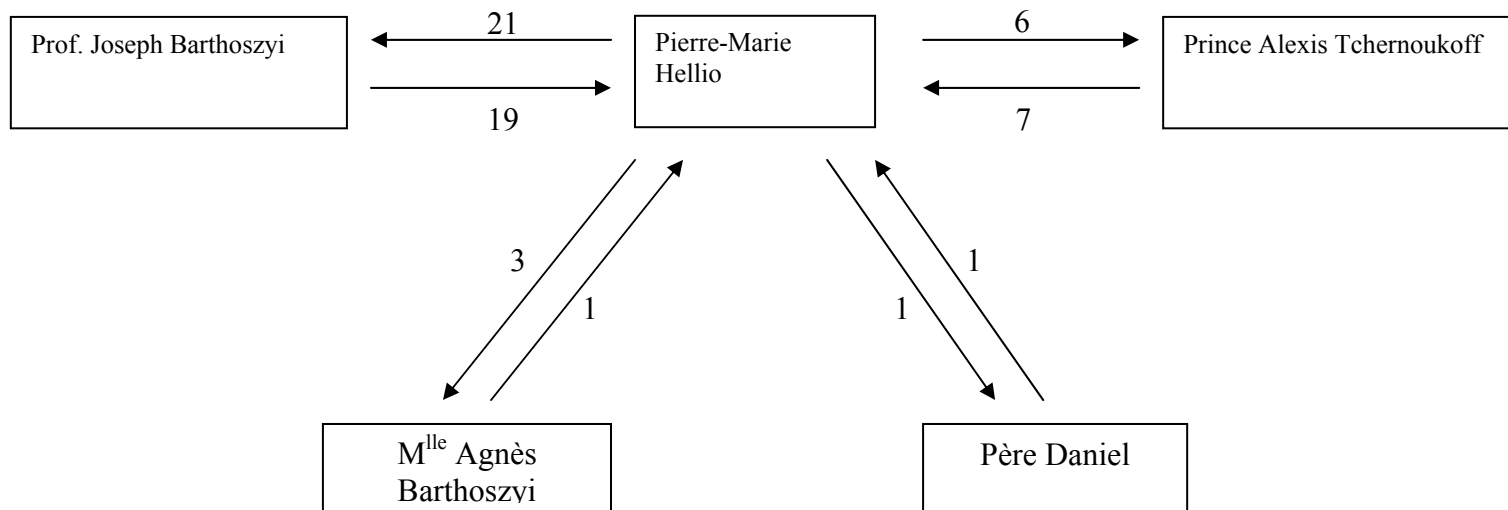 Prof. Joseph Barthoszyi
21
19
Pierre-Marie
Hellio
6
7
Prince Alexis Tchernoukoff
3
1
1
1
Mlle Agnès
Barthoszyi
Père Daniel